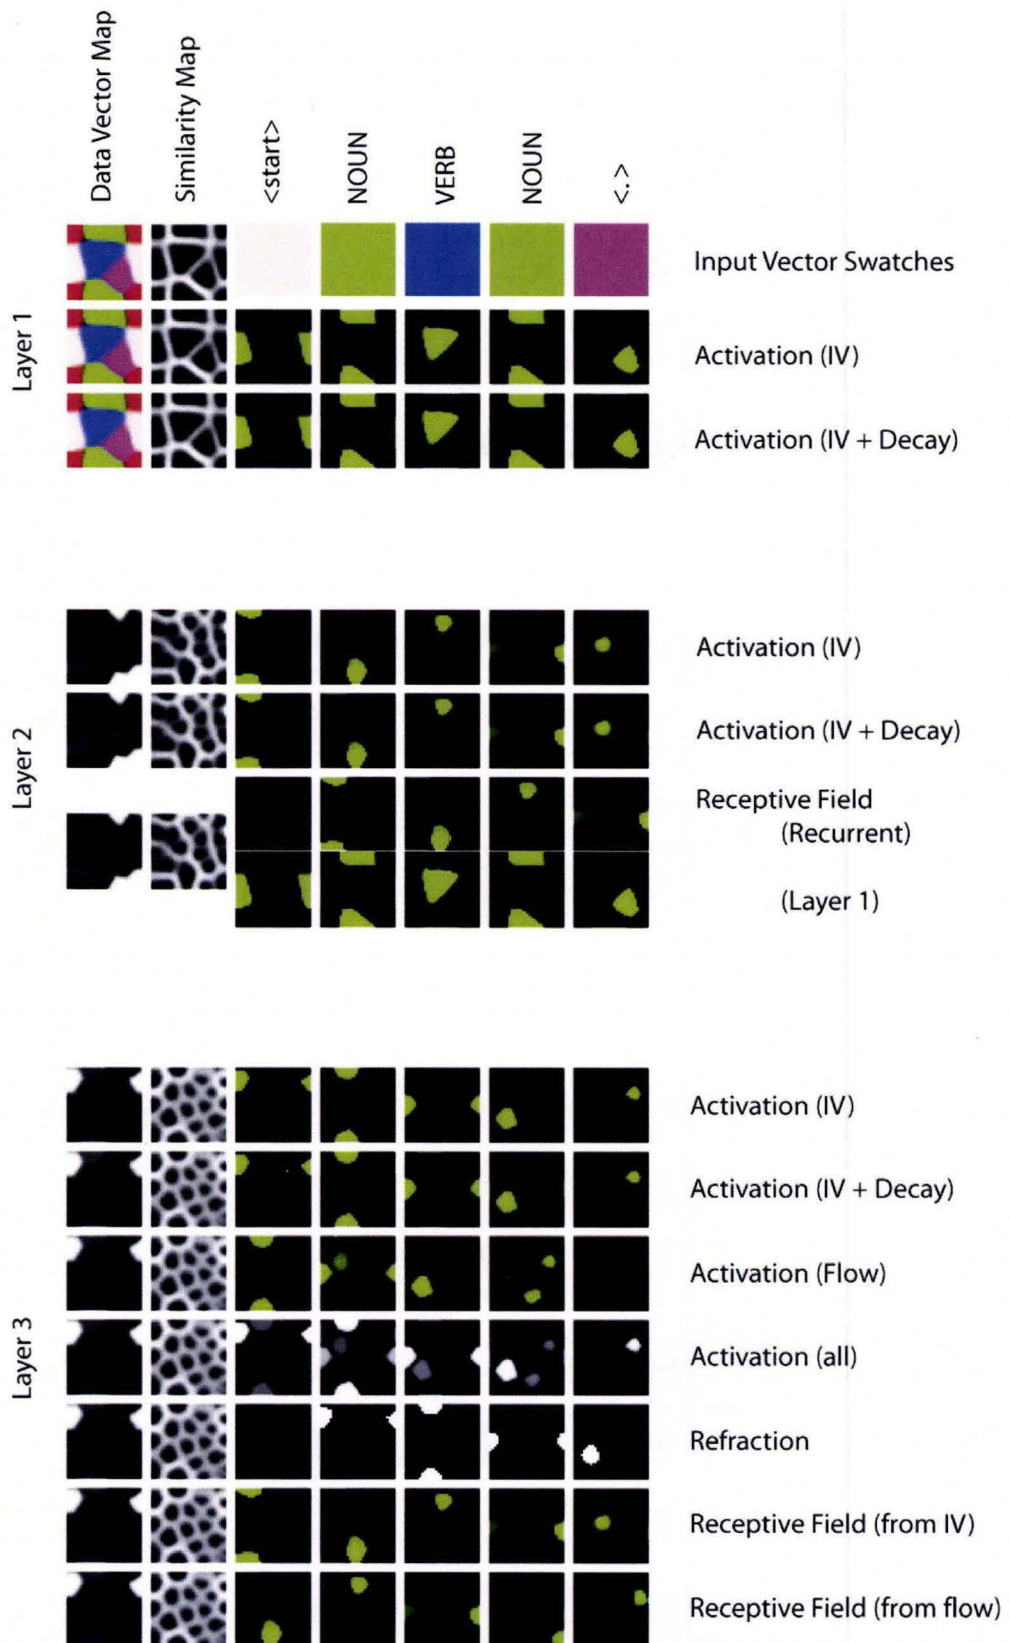 Data Vector Map
Similarity Map
<start>
NOUN
VERB
NOUN
<.>
Layer 1
Input Vector Swatches
Activation (IV)
Activation (IV + Decay)
Layer 2
Activation (IV)
Activation (IV + Decay)
Receptive Field
(Recurrent)
(Layer 1)
Layer 3
Activation (IV)
Activation (IV + Decay)
Activation (Flow)
Activation (all)
Refraction
Receptive Field (from IV)
Receptive Field (from flow)